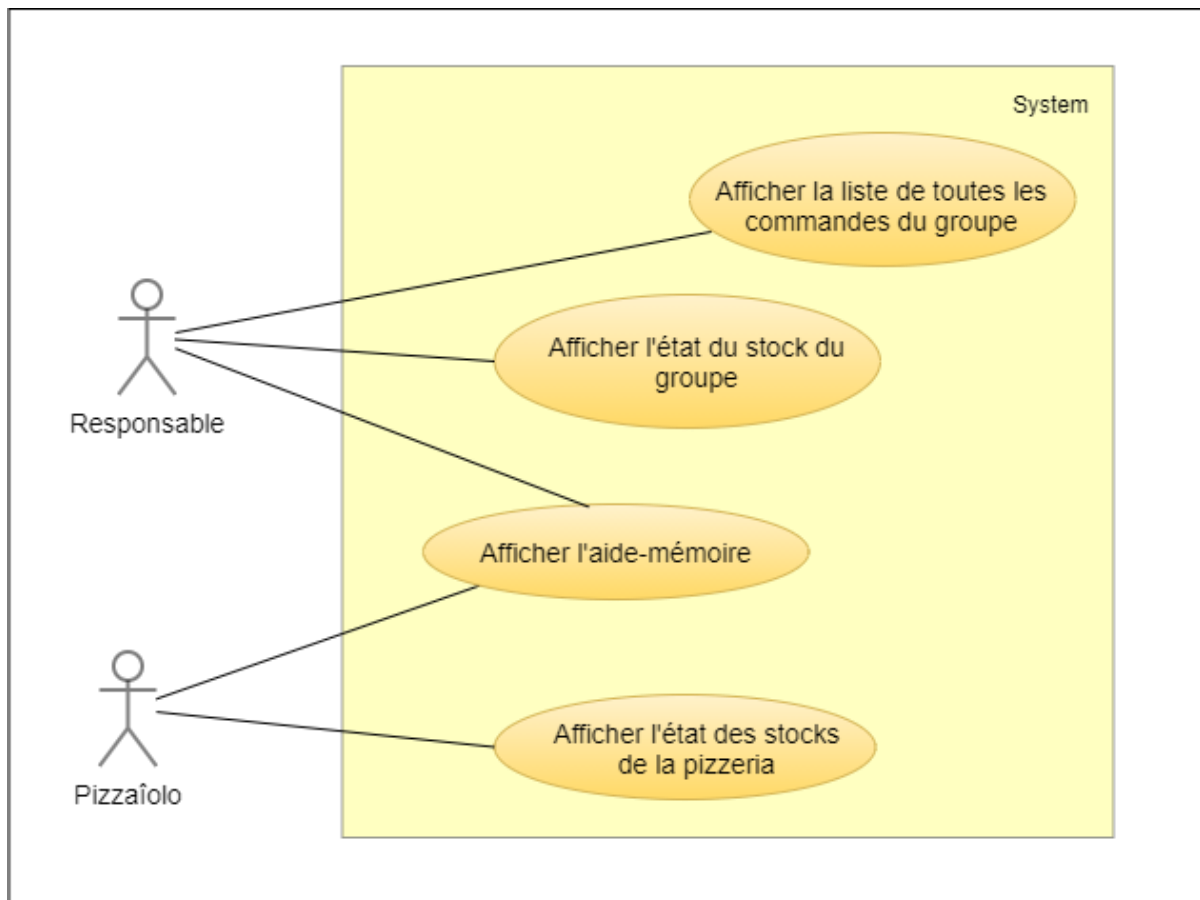 System
Afficher la liste de toutes les
commandes du groupe
Afficher l'état du stock du
groupe
Responsable
Afficher l'aide-mémoire
Afficher l'état des stocks
de la pizzeria
Pizzaîolo